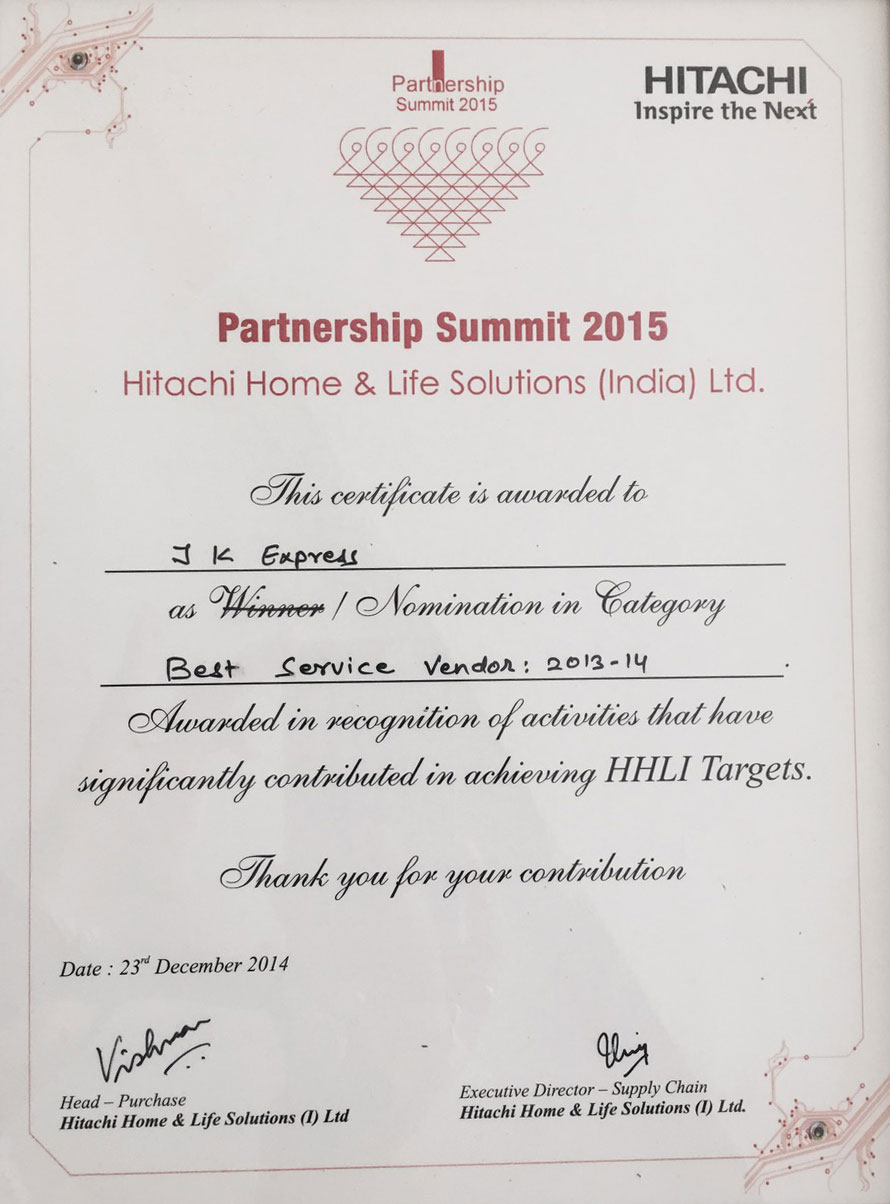 Partnership
Summit 2015
HITACHI
Inspire the Next
Partnership Summit 2015
Hitachi Home & Life Solutions (India) Ltd.
This certificate is awarded to
J K Express
as Winner / Nomination in Category
Best Service Vendor: 2013-14 .
Awarded in recognition of activities that have
significantly contributed in achieving HHLI Targets.
Thank you for your contribution
Date : 23rd December 2014
Head – Purchase
Hitachi Home & Life Solutions (I) Ltd
Executive Director – Supply Chain
Hitachi Home & Life Solutions (I) Ltd.